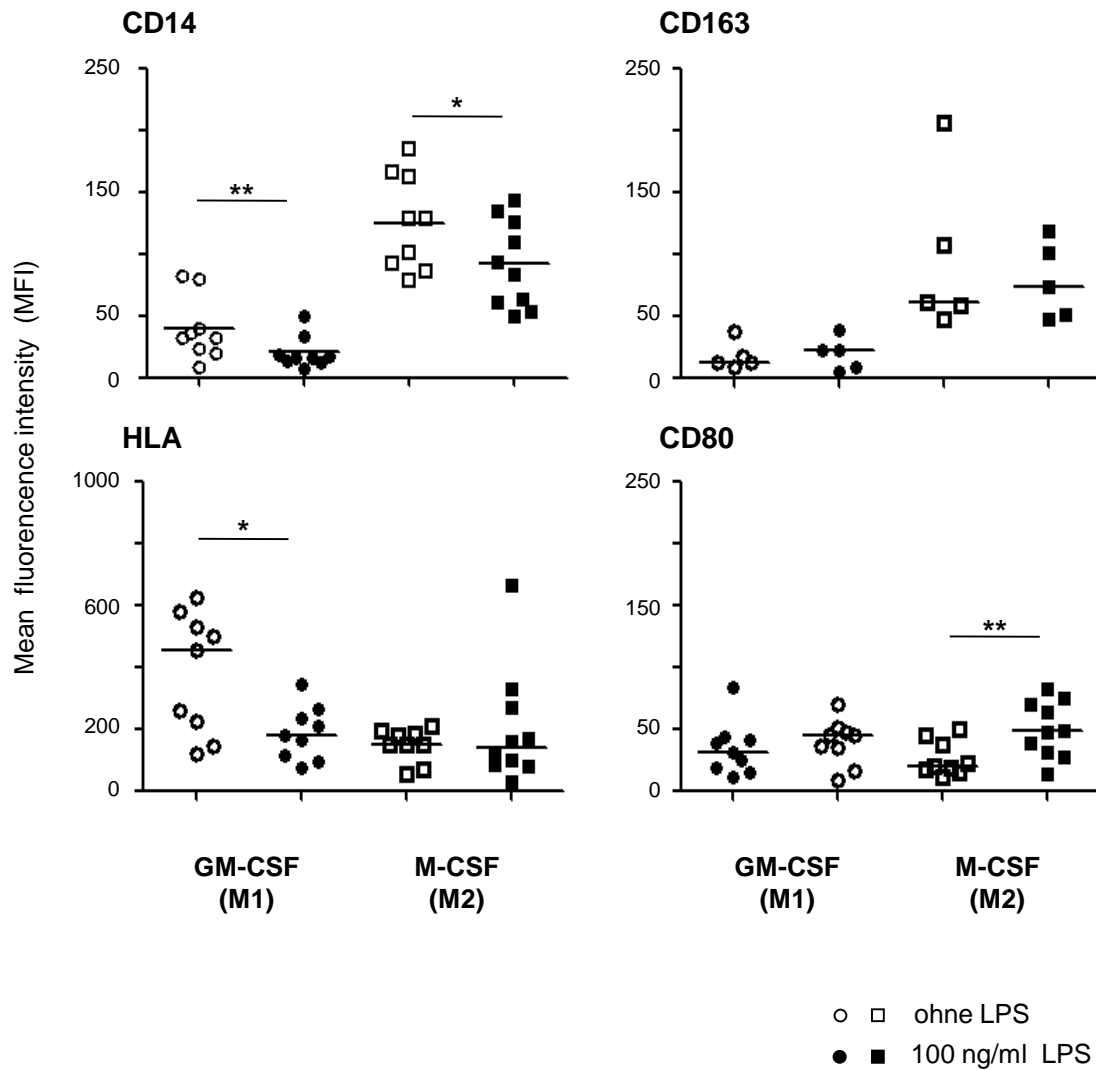 CD14
CD163
250
150
50
0
**
*
250
150
50
0
Mean fluorencence intensity (MFI)
HLA
CD80
1000
600
200
0
*
250
150
50
0
**
GM-CSF
(M1)
M-CSF
(M2)
GM-CSF
(M1)
M-CSF
(M2)
ohne LPS
100 ng/ml LPS